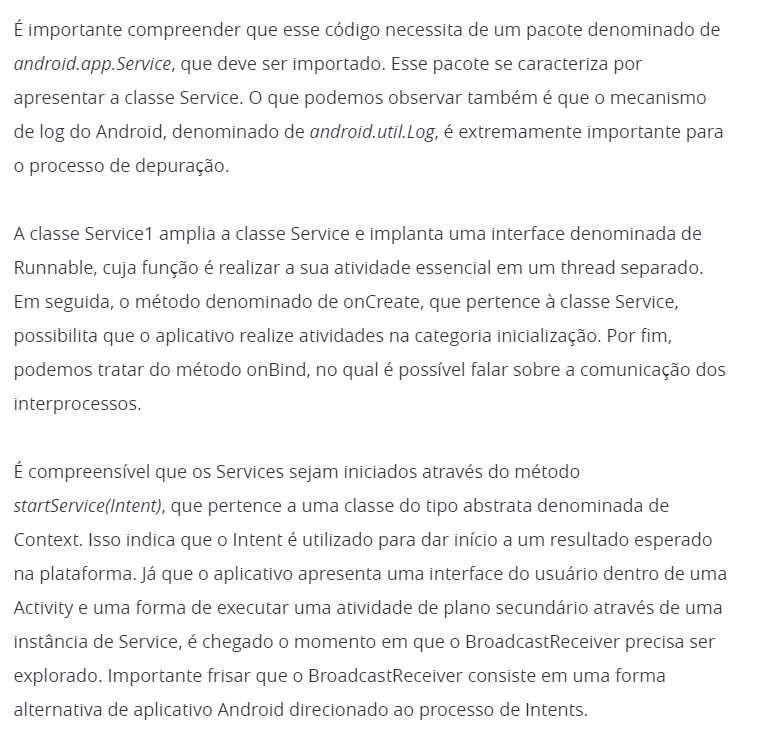 É importante compreender que esse código necessita de um pacote denominado de
android.app.Service, que deve ser importado. Esse pacote se caracteriza por
apresentar a classe Service. O que podemos observar também é que o mecanismo
de log do Android, denominado de android.util.Log, é extremamente importante para
o processo de depuração.
A classe Service1 amplia a classe Service e implanta uma interface denominada de
Runnable, cuja função é realizar a sua atividade essencial em um thread separado.
Em seguida, o método denominado de onCreate, que pertence à classe Service,
possibilita que o aplicativo realize atividades na categoria inicialização. Por fim,
podemos tratar do método onBind, no qual é possível falar sobre a comunicação dos
interprocessos.
É compreensível que os Services sejam iniciados através do método
startService(Intent), que pertence a uma classe do tipo abstrata denominada de
Context. Isso indica que o Intent é utilizado para dar início a um resultado esperado
na plataforma. Já que o aplicativo apresenta uma interface do usuário dentro de uma
Activity e uma forma de executar uma atividade de plano secundário através de uma
instância de Service, é chegado o momento em que o BroadcastReceiver precisa ser
explorado. Importante frisar que o BroadcastReceiver consiste em uma forma
alternativa de aplicativo Android direcionado ao processo de Intents.